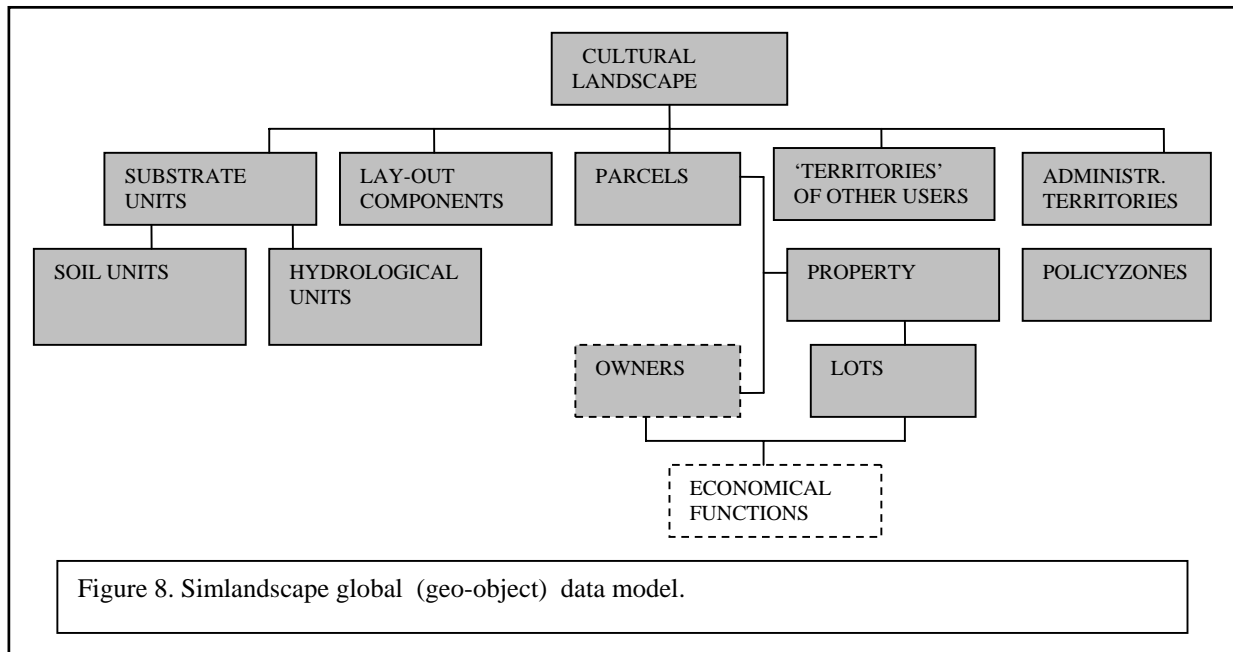 CULTURAL
LANDSCAPE
SUBSTRATE
UNITS
LAY-OUT
COMPONENTS
PARCELS
‘TERRITORIES’
OF OTHER USERS
ADMINISTR.
TERRITORIES
SOIL UNITS
HYDROLOGICAL
UNITS
PROPERTY
POLICYZONES
OWNERS
LOTS
ECONOMICAL
FUNCTIONS
Figure 8. Simlandscape global (geo-object) data model.